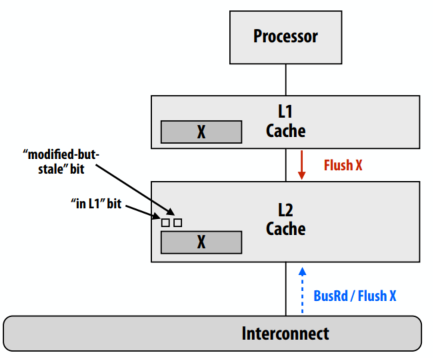 Processor
L1
Cache
X
"modified-but-
stale" bit
Flush X
"in L1" bit
L2
Cache
X
BusRd / Flush X
Interconnect